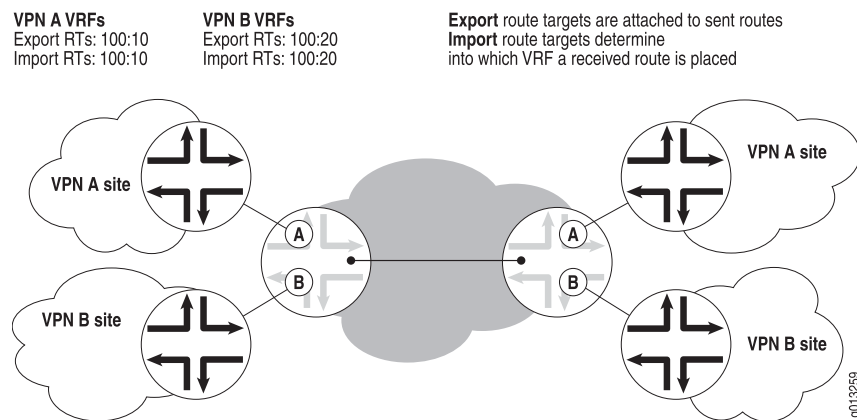 VPN A VRFs
Export RTs: 100:10
Import RTs: 100:10
VPN B VRFs
Export RTs: 100:20
Import RTs: 100:20
Export route targets are attached to sent routes
Import route targets determine
into which VRF a received route is placed
VPN A site
VPN A site
A
A
B
B
VPN B site
VPN B site
g013259